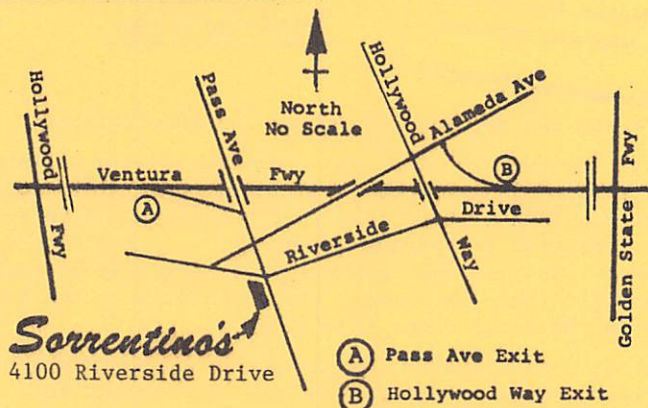 North
No Scale
Hollywood
Fwy
Pass Ave
Hollywood
Way
Alameda Ave
Ventura
Fwy
A
B
Riverside
Drive
Golden State Fwy
Sorrentino's
4100 Riverside Drive
A Pass Ave Exit
B Hollywood Way Exit